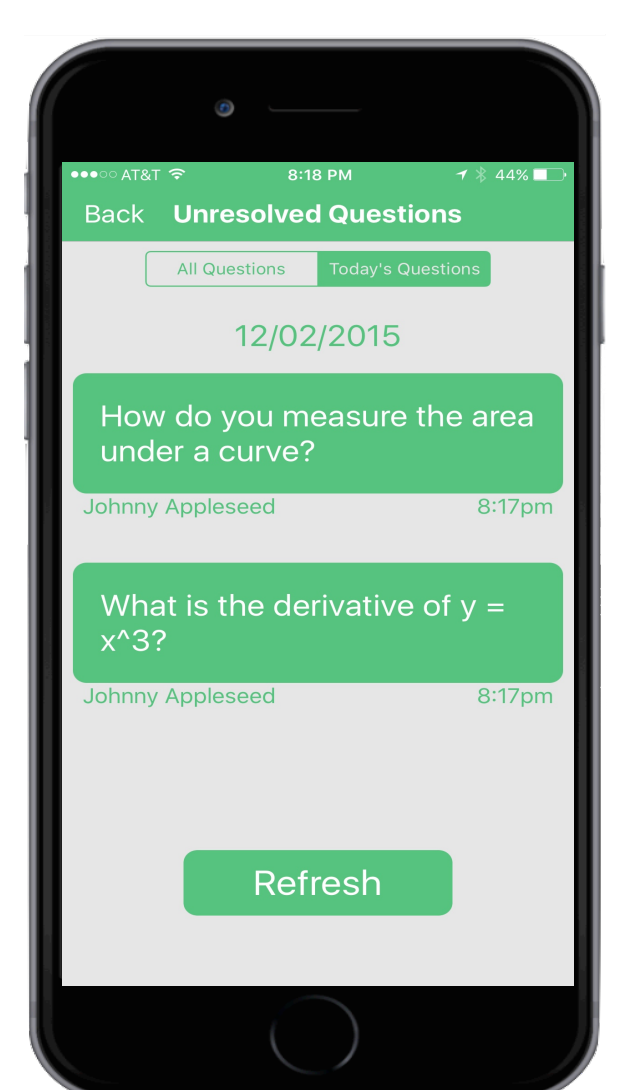 AT&T 8:18 PM 44%
Back Unresolved Questions
All Questions Today's Questions
12/02/2015
How do you measure the area
under a curve?
Johnny Appleseed 8:17pm
What is the derivative of y =
x^3?
Johnny Appleseed 8:17pm
Refresh